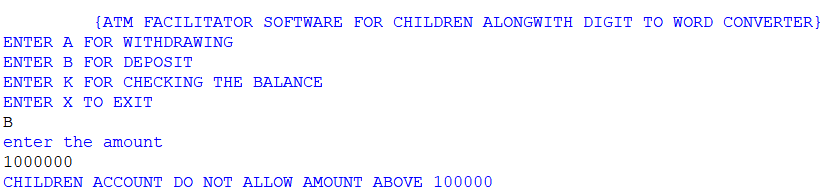 {ATM FACILITATOR SOFTWARE FOR CHILDREN ALONGWITH DIGIT TO WORD CONVERTER}
ENTER A FOR WITHDRAWING
ENTER B FOR DEPOSIT
ENTER K FOR CHECKING THE BALANCE
ENTER X TO EXIT
B
enter the amount
1000000
CHILDREN ACCOUNT DO NOT ALLOW AMOUNT ABOVE 100000